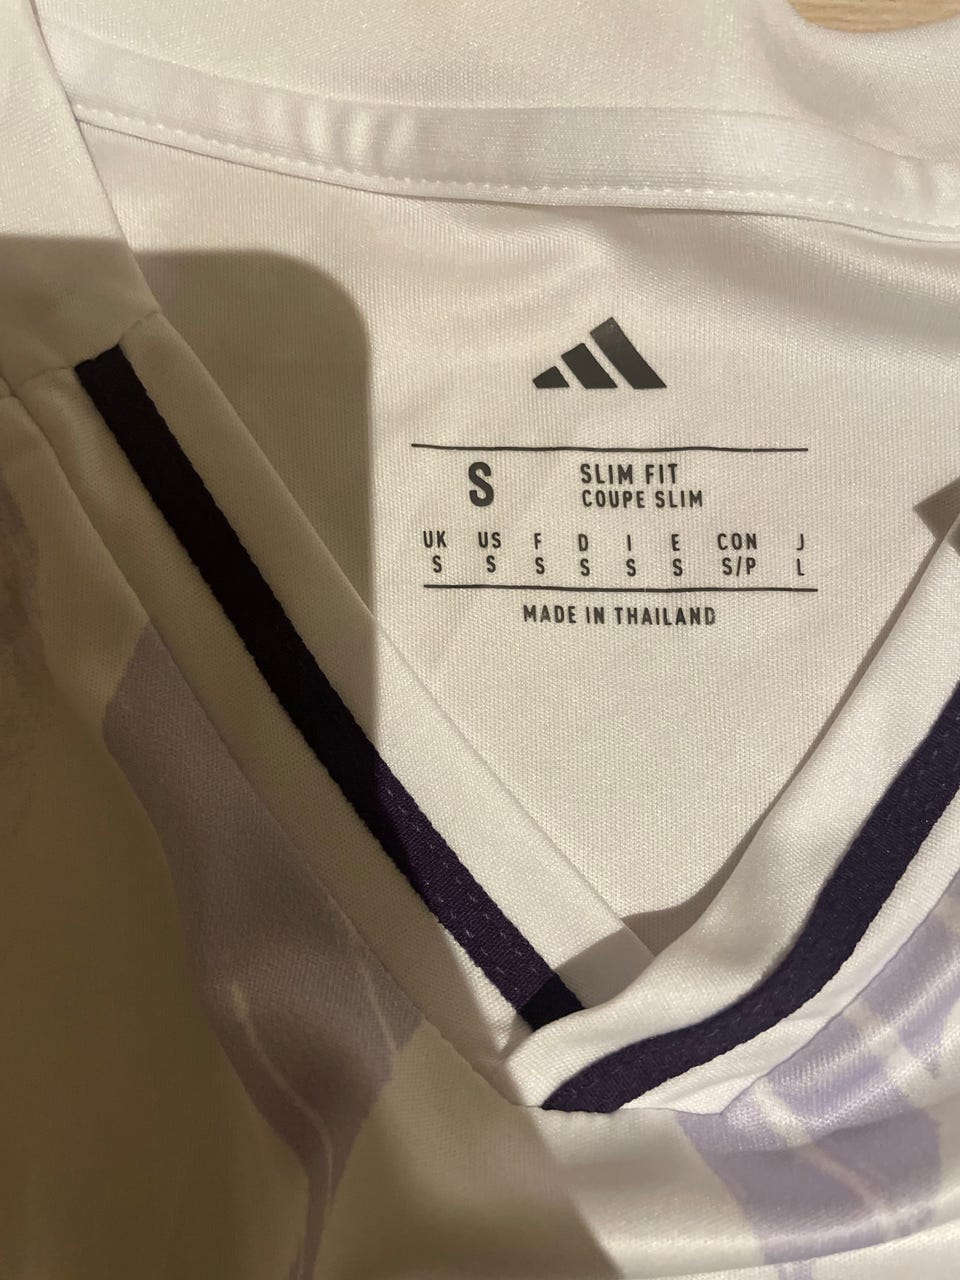 S SLIM FIT
COUPE SLIM
UK US F D I E CON J
S S S S S S S/P L
MADE IN THAILAND